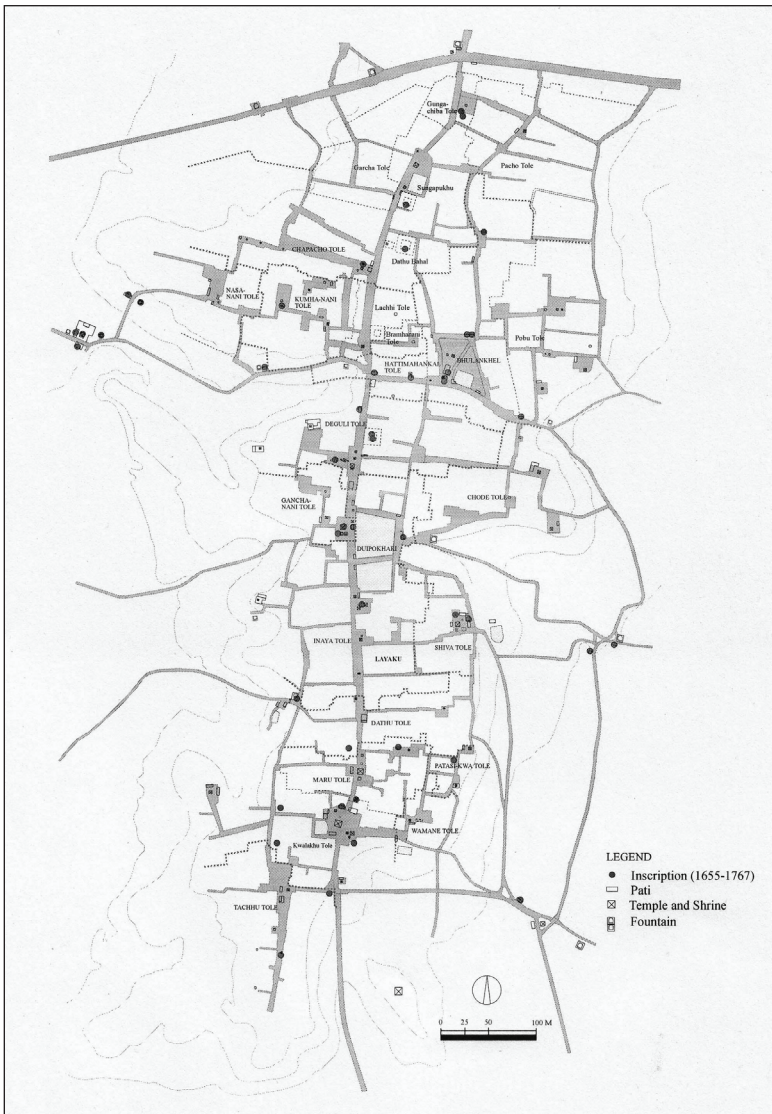 Gunga-
chiba Tole
Garcha Tole
Pacho Tole
Sungapukhu
CHAPACHO TOLE
Dathu Bahal
NASA-
NANI TOLE
KUMHA-NANI
TOLE
Lachhi Tole
Bramharani
Tole
Pobu Tole
HATTIMAHANKAL
TOLE
BHULANKHEL
DEGULI TOLE
GANCHA-
NANI TOLE
CHODE TOLE
DUIPOKHARI
INAYA TOLE
LAYAKU
SHIVA TOLE
DATHU TOLE
MARU TOLE
PATASI-KWA TOLE
WAMANE TOLE
Kwalakhu Tole
TACHHU TOLE
LEGEND
Inscription (1655-1767)
Pati
Temple and Shrine
Fountain
0 25 50 100 M